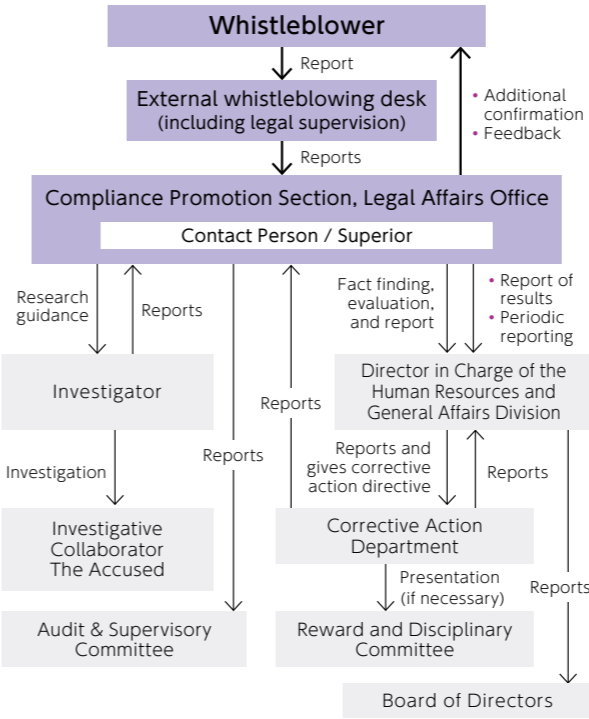 Whistleblower
Report
External whistleblowing desk
(including legal supervision)
• Additional
confirmation
• Feedback
Reports
Compliance Promotion Section, Legal Affairs Office
Contact Person / Superior
Research
guidance
Reports
Fact finding,
evaluation,
and report
• Report of
results
• Periodic
reporting
Investigator
Director in Charge of the
Human Resources and
General Affairs Division
Reports
Investigation
Reports
Reports and
gives corrective
action directive
Reports
Investigative
Collaborator
The Accused
Corrective Action
Department
Presentation
(if necessary)
Reports
Audit & Supervisory
Committee
Reward and Disciplinary
Committee
Board of Directors